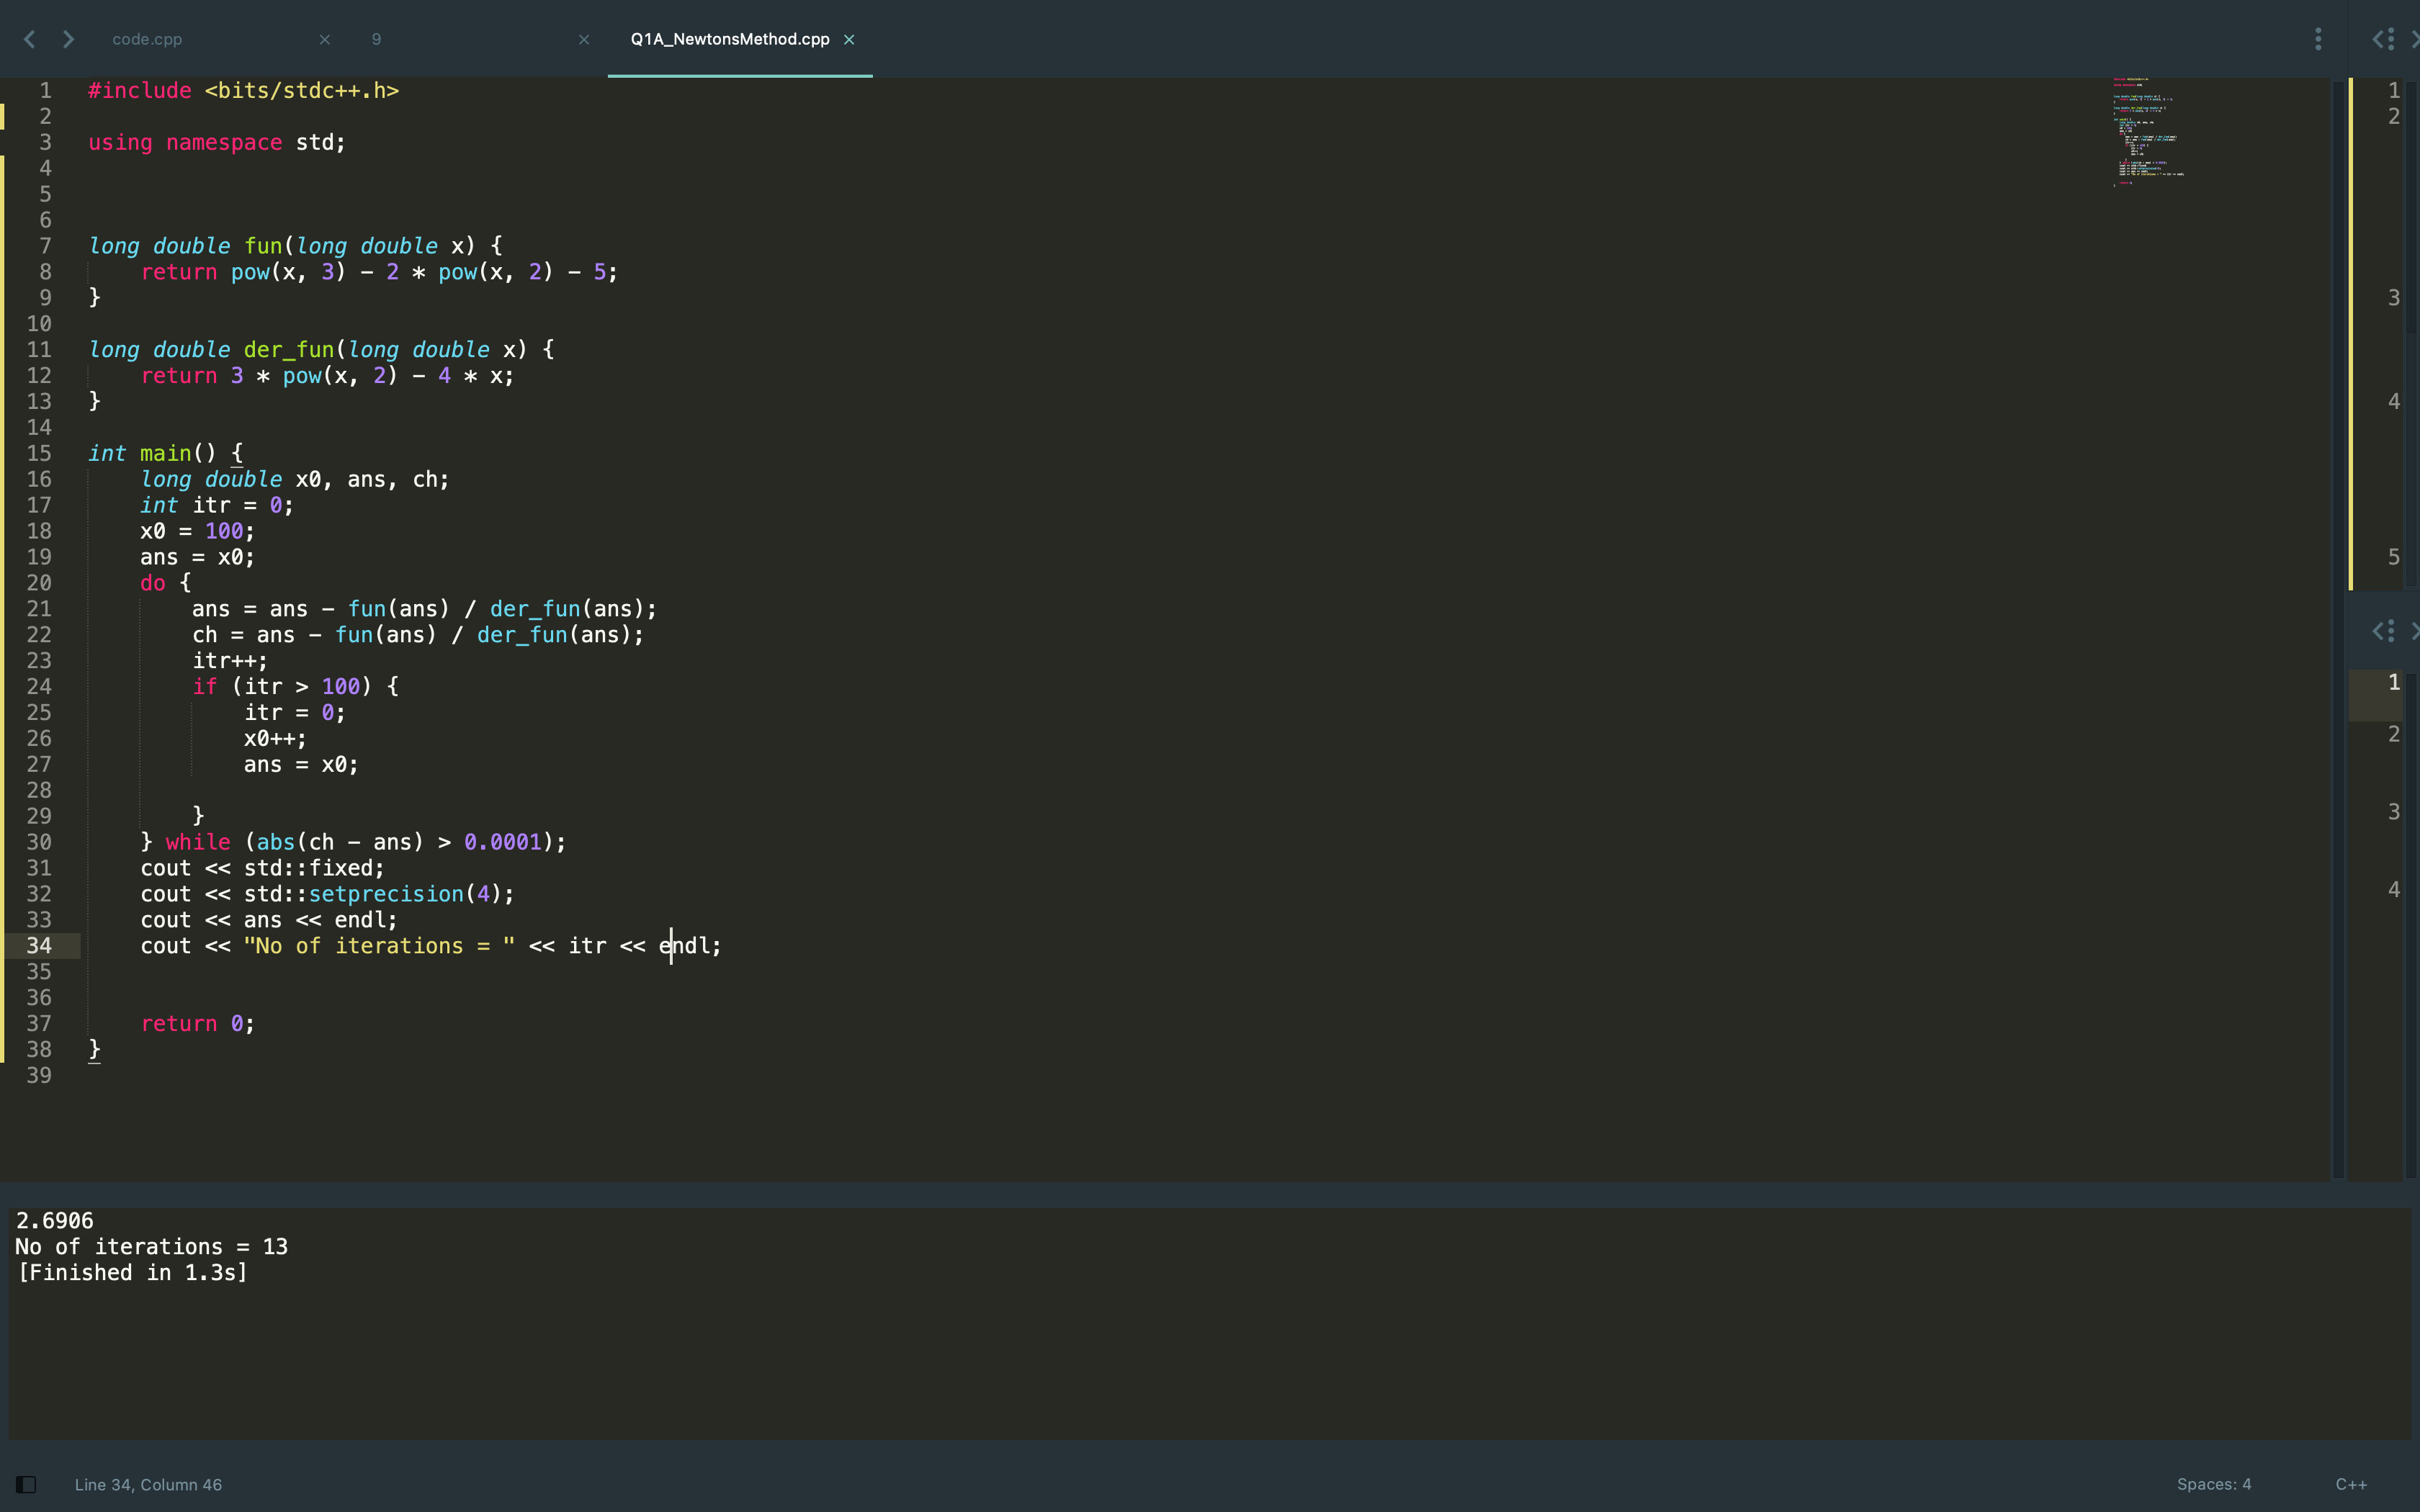 code.cpp
9
Q1A_NewtonsMethod.cpp
1 #include <bits/stdc++.h>
2
3 using namespace std;
4
5
6
7 long double fun(long double x) {
8 return pow(x, 3) - 2 * pow(x, 2) - 5;
9 }
10
11 long double der_fun(long double x) {
12 return 3 * pow(x, 2) - 4 * x;
13 }
14
15 int main() {
16 long double x0, ans, ch;
17 int itr = 0;
18 x0 = 100;
19 ans = x0;
20 do {
21 ans = ans - fun(ans) / der_fun(ans);
22 ch = ans - fun(ans) / der_fun(ans);
23 itr++;
24 if (itr > 100) {
25 itr = 0;
26 x0++;
27 ans = x0;
28
29 }
30 } while (abs(ch - ans) > 0.0001);
31 cout << std::fixed;
32 cout << std::setprecision(4);
33 cout << ans << endl;
34 cout << "No of iterations = " << itr << endl;
35
36
37 return 0;
38 }
39
1
2
3
4
5
1
2
3
4
2.6906
No of iterations = 13
[Finished in 1.3s]
Line 34, Column 46
Spaces: 4
C++